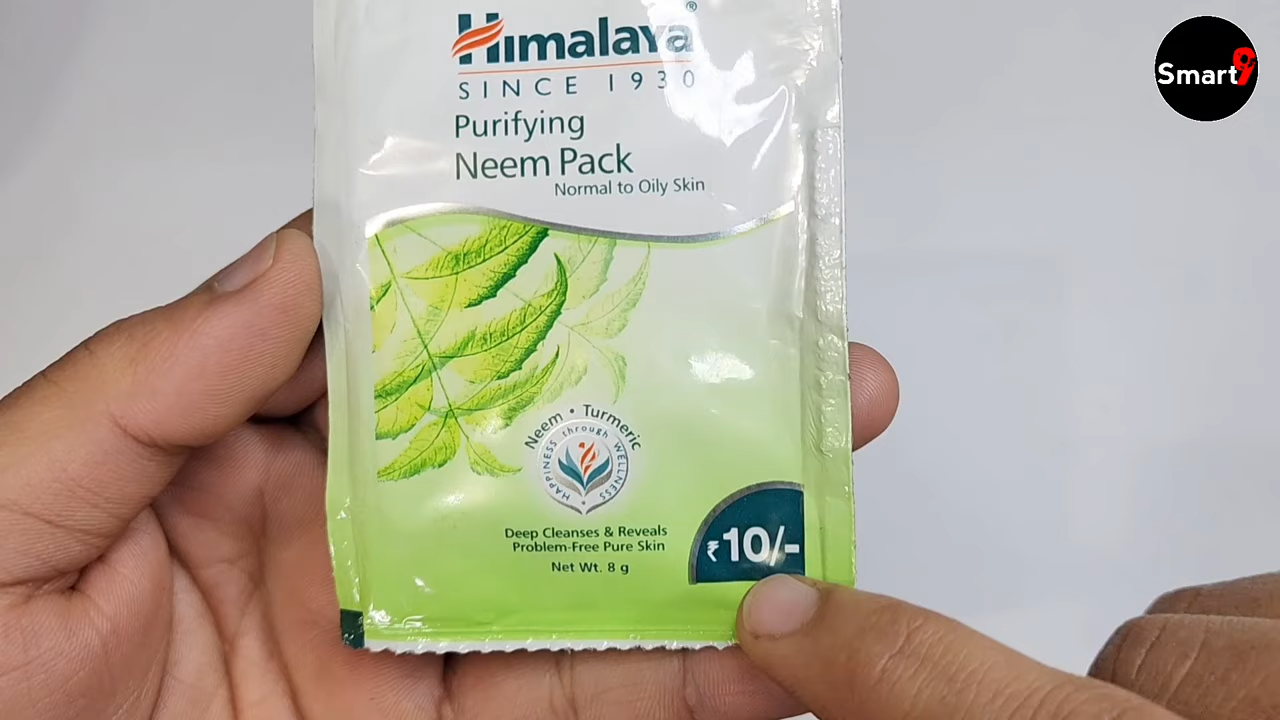 Himalaya®
SINCE 1930
Purifying
Neem Pack
Normal to Oily Skin
Neem • Turmeric
HAPPINESS through WELLNESS •
Deep Cleanses & Reveals
Problem-Free Pure Skin
Net Wt. 8 g
₹10/-
Smart9